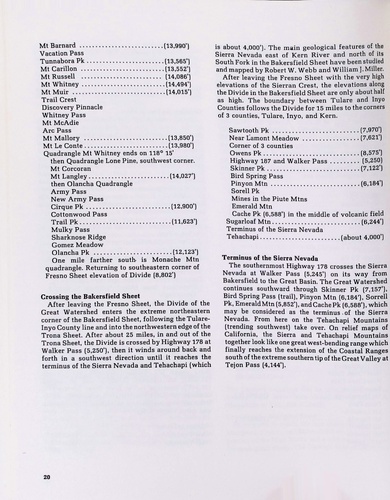 Mt Barnard ......................(13,990')
Vacation Pass
Tunnabora Pk ....................(13,565')
Mt Carillon .....................(13,552')
Mt Russell ......................(14,086')
Mt Whitney ......................(14,494')
Mt Muir .........................(14,015')
Trail Crest
Discovery Pinnacle
Whitney Pass
Mt McAdie
Arc Pass
Mt Mallory ......................(13,850')
Mt Le Conte .....................(13,980')
Quadrangle Mt Whitney ends on 118° 15'
then Quadrangle Lone Pine, southwest corner.
Mt Corcoran
Mt Langley ......................(14,027')
then Olancha Quadrangle
Army Pass
New Army Pass
Cirque Pk .......................(12,900')
Cottonwood Pass
Trail Pk ........................(11,623')
Mulky Pass
Sharknose Ridge
Gomez Meadow
Olancha Pk ......................(12,123')
One mile farther south is Monache Mtn
quadrangle. Returning to southeastern corner of
Fresno Sheet elevation of Divide (8,802')
Crossing the Bakersfield Sheet
After leaving the Fresno Sheet, the Divide of the
Great Watershed enters the extreme northeastern
corner of the Bakersfield Sheet, following the Tulare-
Inyo County line and into the northwestern edge of the
Trona Sheet. After about 25 miles, in and out of the
Trona Sheet, the Divide is crossed by Highway 178 at
Walker Pass (5,250'), then it winds around back and
forth in a southwest direction until it reaches the
terminus of the Sierra Nevada and Tehachapi (which
is about 4,000'). The main geological features of the
Sierra Nevada east of Kern River and north of its
South Fork in the Bakersfield Sheet have been studied
and mapped by Robert W. Webb and William J. Miller.
After leaving the Fresno Sheet with the very high
elevations of the Sierran Crest, the elevations along
the Divide in the Bakersfield Sheet are only about half
as high. The boundary between Tulare and Inyo
Counties follows the Divide for 15 miles to the corners
of 3 counties, Tulare, Inyo, and Kern.
Sawtooth Pk ......................(7,970')
Near Lamont Meadow ...............(7,621')
Corner of 3 counties
Owens Pk .........................(8,575')
Highway 187 and Walker Pass ......(5,250)
Skinner Pk .......................(7,122')
Bird Spring Pass
Pinyon Mtn .......................(6,184')
Sorel Pk
Mines in the Piute Mtns
Emerald Mtn
Cache Pk (6,588') in the middle of volcanic field
Sugarloaf Mtn ....................(6,244')
Terminus of the Sierra Nevada
Tehachapi ..................(about 4,000')
Terminus of the Sierra Nevada
The southernmost Highway 178 crosses the Sierra
Nevada at Walker Pass (5,245') on its way from
Bakersfield to the Great Basin. The Great Watershed
continues southward through Skinner Pk (7,157'),
Bird Spring Pass (trail), Pinyon Mtn (6,184'), Sorrell
Pk, Emerald Mtn (5,852'), and Cache Pk (6,588'), which
may be considered as the terminus of the Sierra
Nevada. From here on the Tehachapi Mountains
(trending southwest) take over. On relief maps of
California, the Sierra and Tehachapi Mountains
together look like one great west-bending range which
finally reaches the extension of the Coastal Ranges
south of the extreme southern tip of the Great Valley at
Tejon Pass (4,144').
20